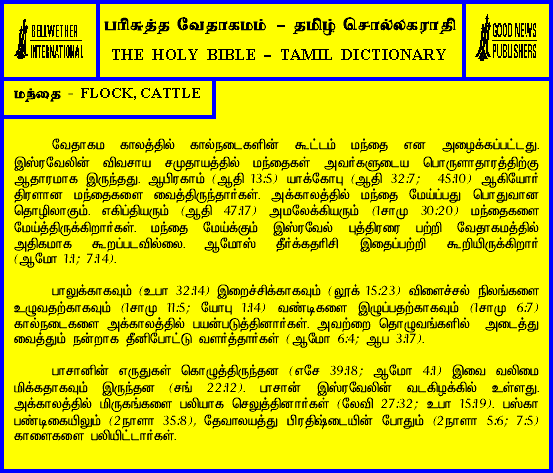 BELLWETHER
INTERNATIONAL
பரிசுத்த வேதாகமம் - தமிழ் சொல்லகராதி
THE HOLY BIBLE - TAMIL DICTIONARY
GOOD NEWS
PUBLISHERS
மந்தை - FLOCK, CATTLE
வேதாகம காலத்தில் கால்நடைகளின் கூட்டம் மந்தை என அழைக்கப்பட்டது.
இஸ்ரவேலின் விவசாய சமுதாயத்தில் மந்தைகள் அவர்களுடைய பொருளாதாரத்திற்கு
ஆதாரமாக இருந்தது. ஆபிரகாம் (ஆதி 13:5) யாக்கோபு (ஆதி 32:7; 45:10) ஆகியோர்
திரளான மந்தைகளை வைத்திருந்தார்கள். அக்காலத்தில் மந்தை மேய்ப்பது பொதுவான
தொழிலாகும். எகிப்தியரும் (ஆதி 47:17) அமலேக்கியரும் (1சாமு 30:20) மந்தைகளை
மேய்த்திருக்கிறார்கள். மந்தை மேய்க்கும் இஸ்ரவேல் புத்திரரை பற்றி வேதாகமத்தில்
அதிகமாக கூறப்படவில்லை. ஆமோஸ் தீர்க்கதரிசி இதைப்பற்றி கூறியிருக்கிறார்
(ஆமோ 1:1; 7:14).
பாலுக்காகவும் (உபா 32:14) இறைச்சிக்காகவும் (லூக் 15:23) விளைச்சல் நிலங்களை
உழுவதற்காகவும் (1சாமு 11:5; யோபு 1:14) வண்டிகளை இழுப்பதற்காகவும் (1சாமு 6:7)
கால்நடைகளை அக்காலத்தில் பயன்படுத்தினார்கள். அவற்றை தொழுவங்களில் அடைத்து
வைத்தும் நன்றாக தீனிபோட்டு வளர்த்தார்கள் (ஆமோ 6:4; ஆப 3:17).
பாசானின் எருதுகள் கொழுத்திருந்தன (எசே 39:18; ஆமோ 4:1) இவை வலிமை
மிக்கதாகவும் இருந்தன (சங் 22:12). பாசான் இஸ்ரவேலின் வடகிழக்கில் உள்ளது.
அக்காலத்தில் மிருகங்களை பலியாக செலுத்தினார்கள் (லேவி 27:32; உபா 15:19). பஸ்கா
பண்டிகையிலும் (2நாளா 35:8), தேவாலயத்து பிரதிஷ்டையின் போதும் (2நாளா 5:6; 7:5)
காளைகளை பலியிட்டார்கள்.